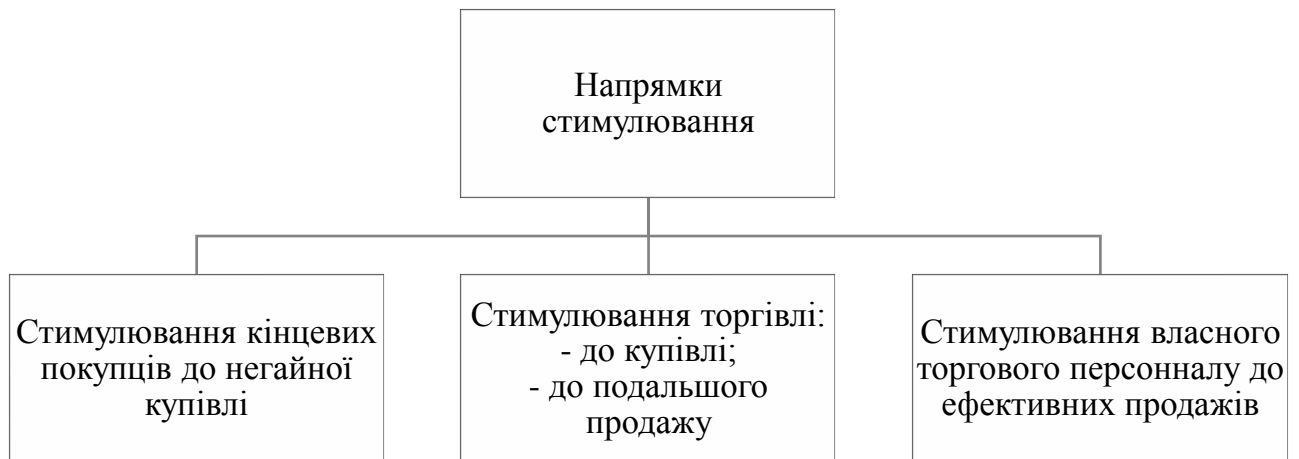 Напрямки
стимулювання
Стимулювання кінцевих
покупців до негайної
купівлі
Стимулювання торгівлі:
- до купівлі;
- до подальшого
продажу
Стимулювання власного
торгового персонналу до
ефективних продажів